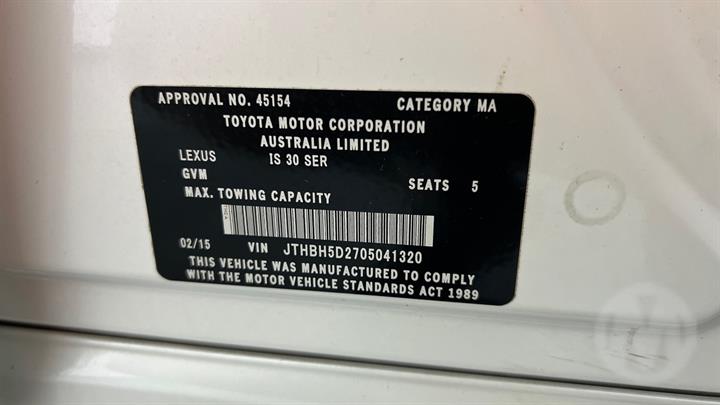 APPROVAL NO. 45154 CATEGORY MA
TOYOTA MOTOR CORPORATION
AUSTRALIA LIMITED
LEXUS IS 30 SER
GVM SEATS 5
MAX. TOWING CAPACITY
02/15 VIN JTHBH5D2705041320
THIS VEHICLE WAS MANUFACTURED TO COMPLY
WITH THE MOTOR VEHICLE STANDARDS ACT 1989